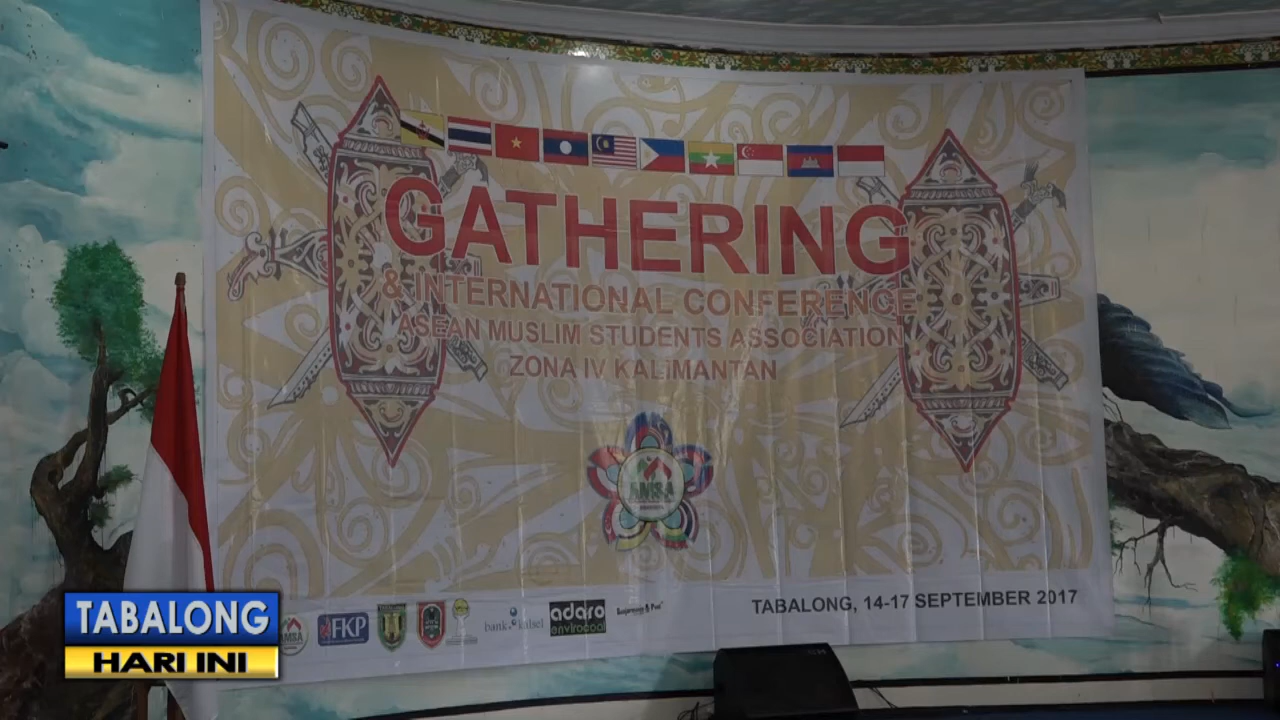 GATHERING
& INTERNATIONAL CONFERENCE
ASEAN MUSLIM STUDENTS ASSOCIATION
ZONA IV KALIMANTAN
AMSA
TABALONG, 14-17 SEPTEMBER 2017
AMSA
FKP
bank kalsel
adaro
envirocoal
TABALONG
HARI INI